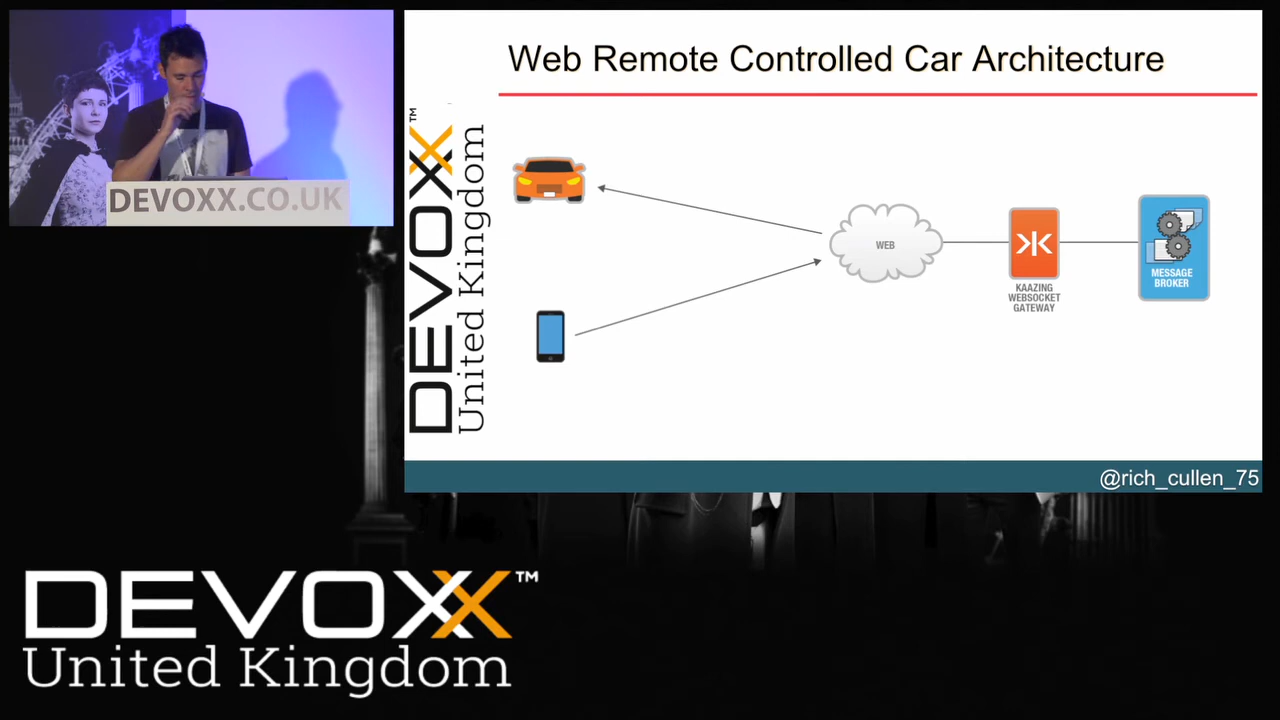 DEVOXX.CO.UK
Web Remote Controlled Car Architecture
DEVOXX™
United Kingdom
WEB
KAAZING
WEBSOCKET
GATEWAY
MESSAGE
BROKER
@rich_cullen_75
DEVOXX™
United Kingdom